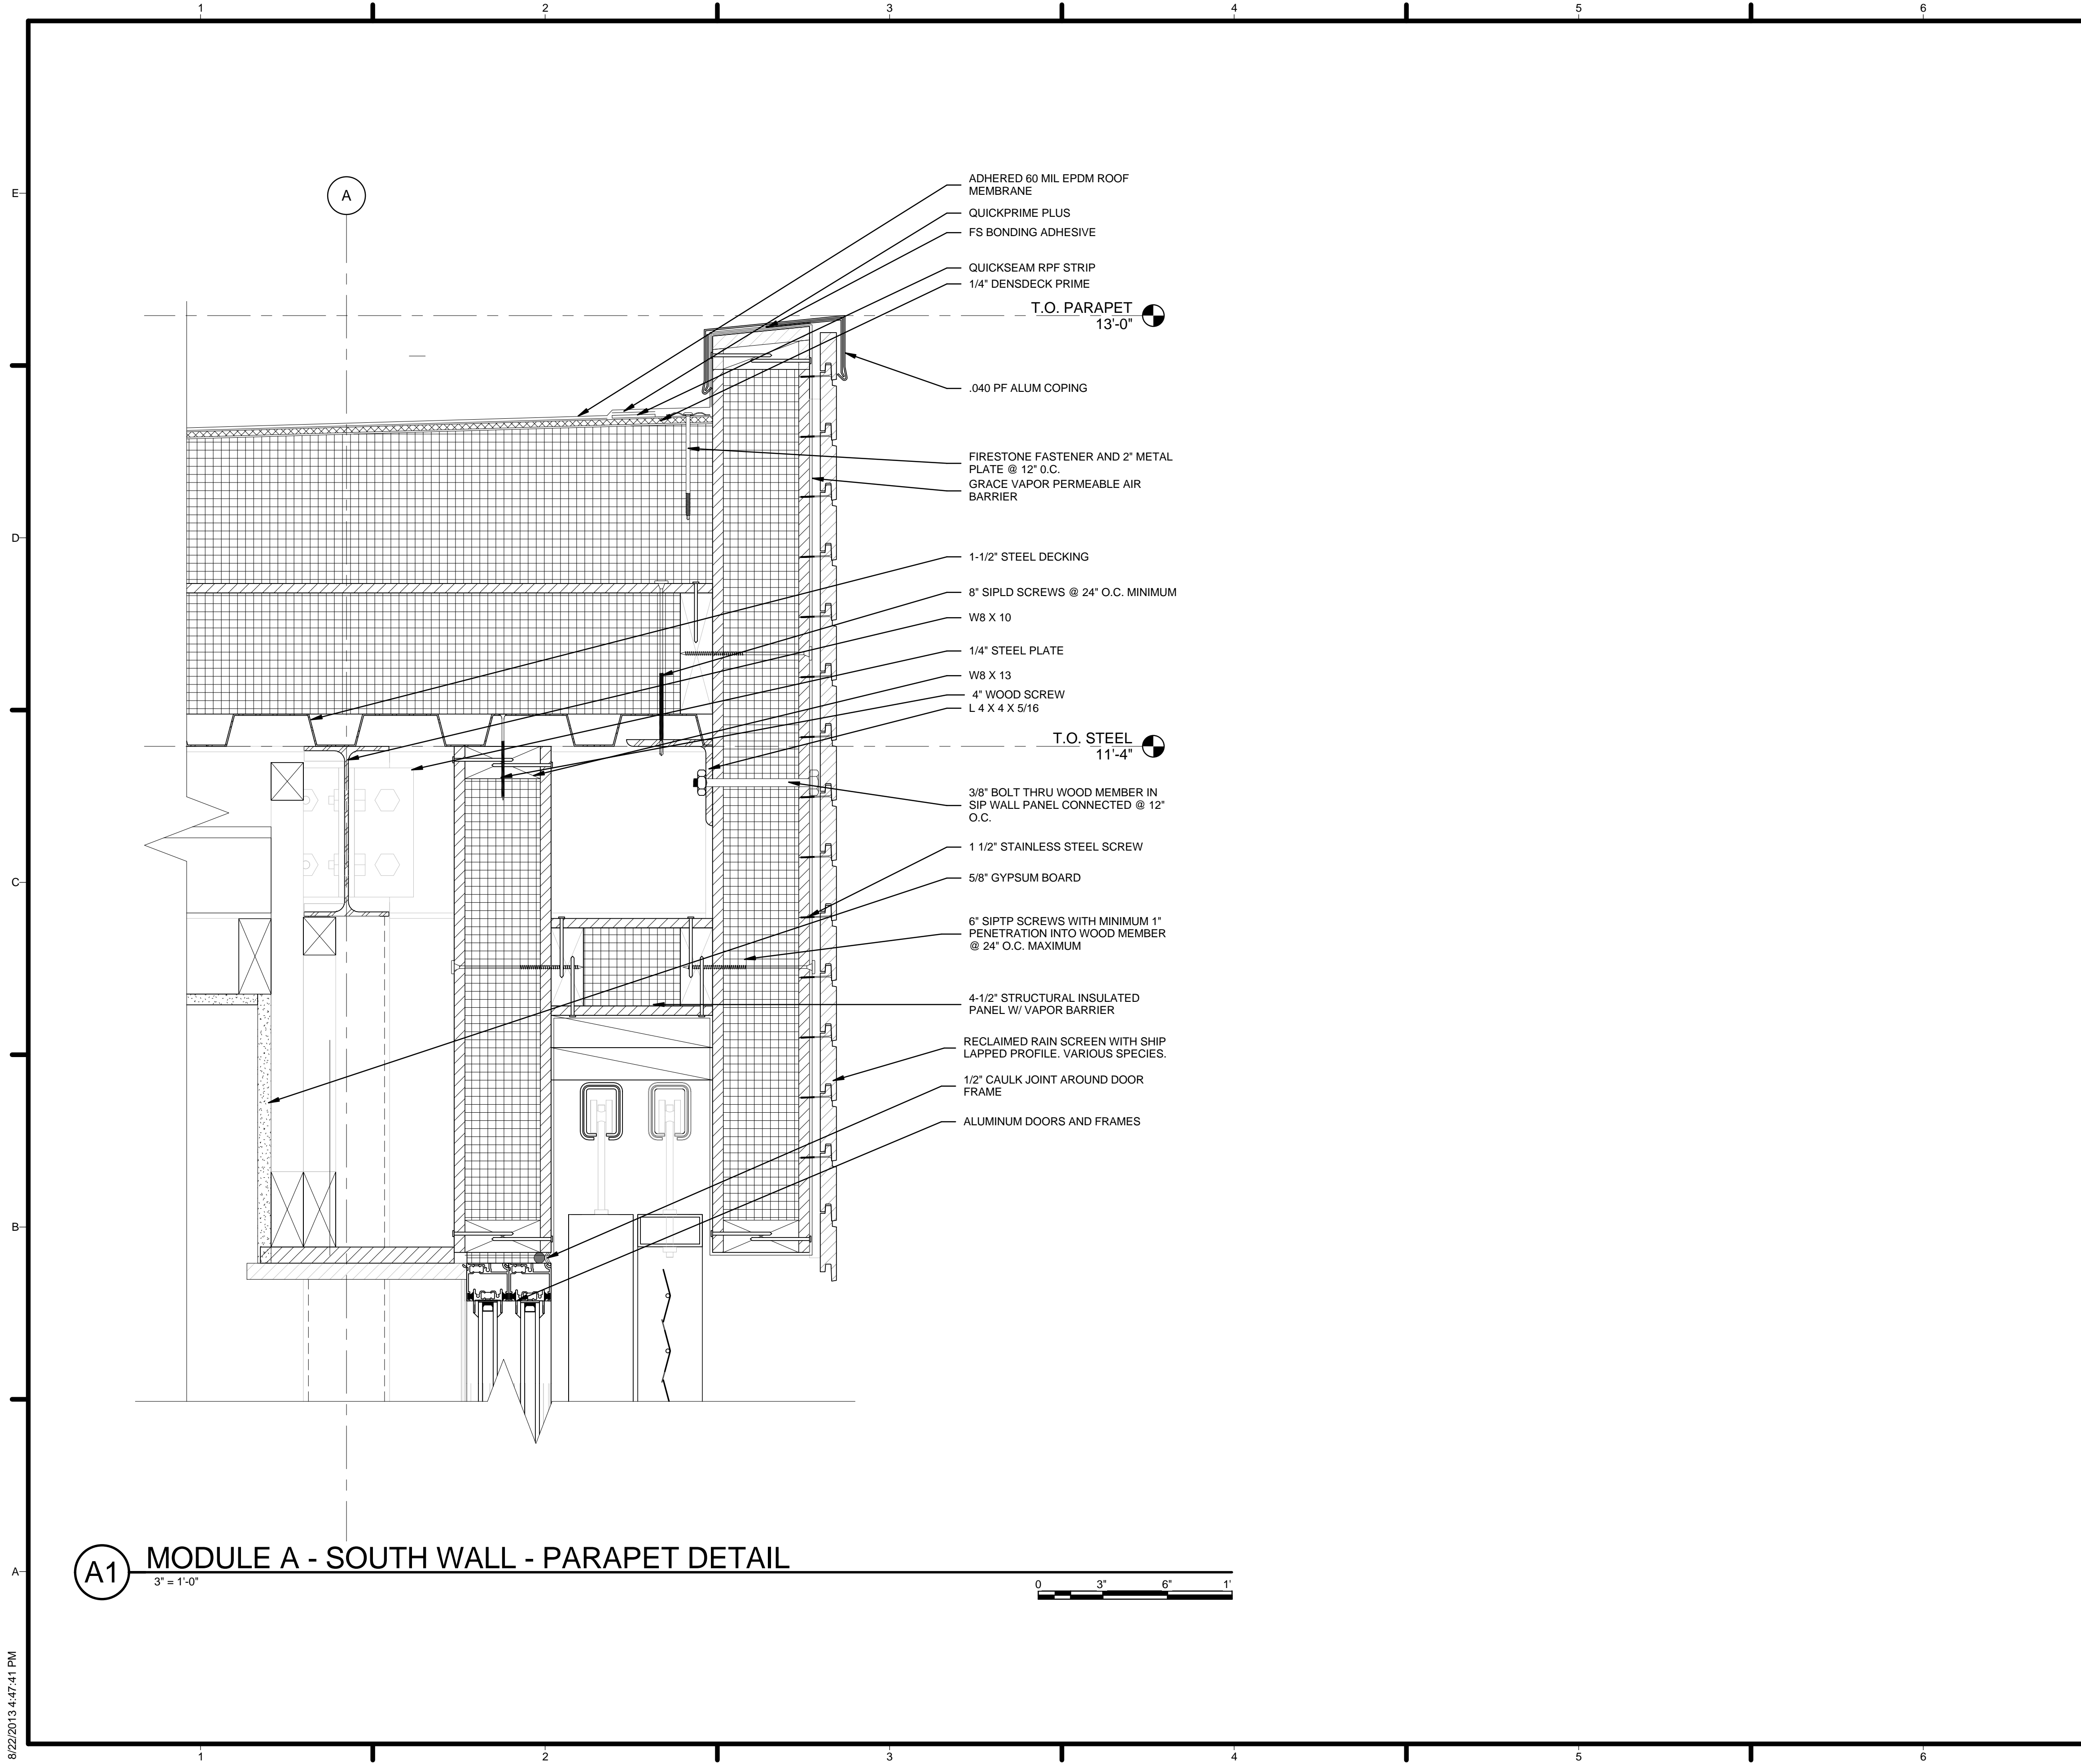 1 2 3 4 5 6
E
A
ADHERED 60 MIL EPDM ROOF
MEMBRANE
QUICKPRIME PLUS
FS BONDING ADHESIVE
QUICKSEAM RPF STRIP
1/4" DENSDECK PRIME
T.O. PARAPET
13'-0"
.040 PF ALUM COPING
FIRESTONE FASTENER AND 2" METAL
PLATE @ 12" 0.C.
GRACE VAPOR PERMEABLE AIR
BARRIER
D
1-1/2" STEEL DECKING
8" SIPLD SCREWS @ 24" O.C. MINIMUM
W8 X 10
1/4" STEEL PLATE
W8 X 13
4" WOOD SCREW
L 4 X 4 X 5/16
T.O. STEEL
11'-4"
3/8" BOLT THRU WOOD MEMBER IN
SIP WALL PANEL CONNECTED @ 12"
O.C.
1 1/2" STAINLESS STEEL SCREW
5/8" GYPSUM BOARD
C
6" SIPTP SCREWS WITH MINIMUM 1"
PENETRATION INTO WOOD MEMBER
@ 24" O.C. MAXIMUM
4-1/2" STRUCTURAL INSULATED
PANEL W/ VAPOR BARRIER
RECLAIMED RAIN SCREEN WITH SHIP
LAPPED PROFILE. VARIOUS SPECIES.
1/2" CAULK JOINT AROUND DOOR
FRAME
ALUMINUM DOORS AND FRAMES
B
A
A1
MODULE A - SOUTH WALL - PARAPET DETAIL
3" = 1'-0"
0 3" 6" 1'
8/22/2013 4:47:41 PM
1 2 3 4 5 6